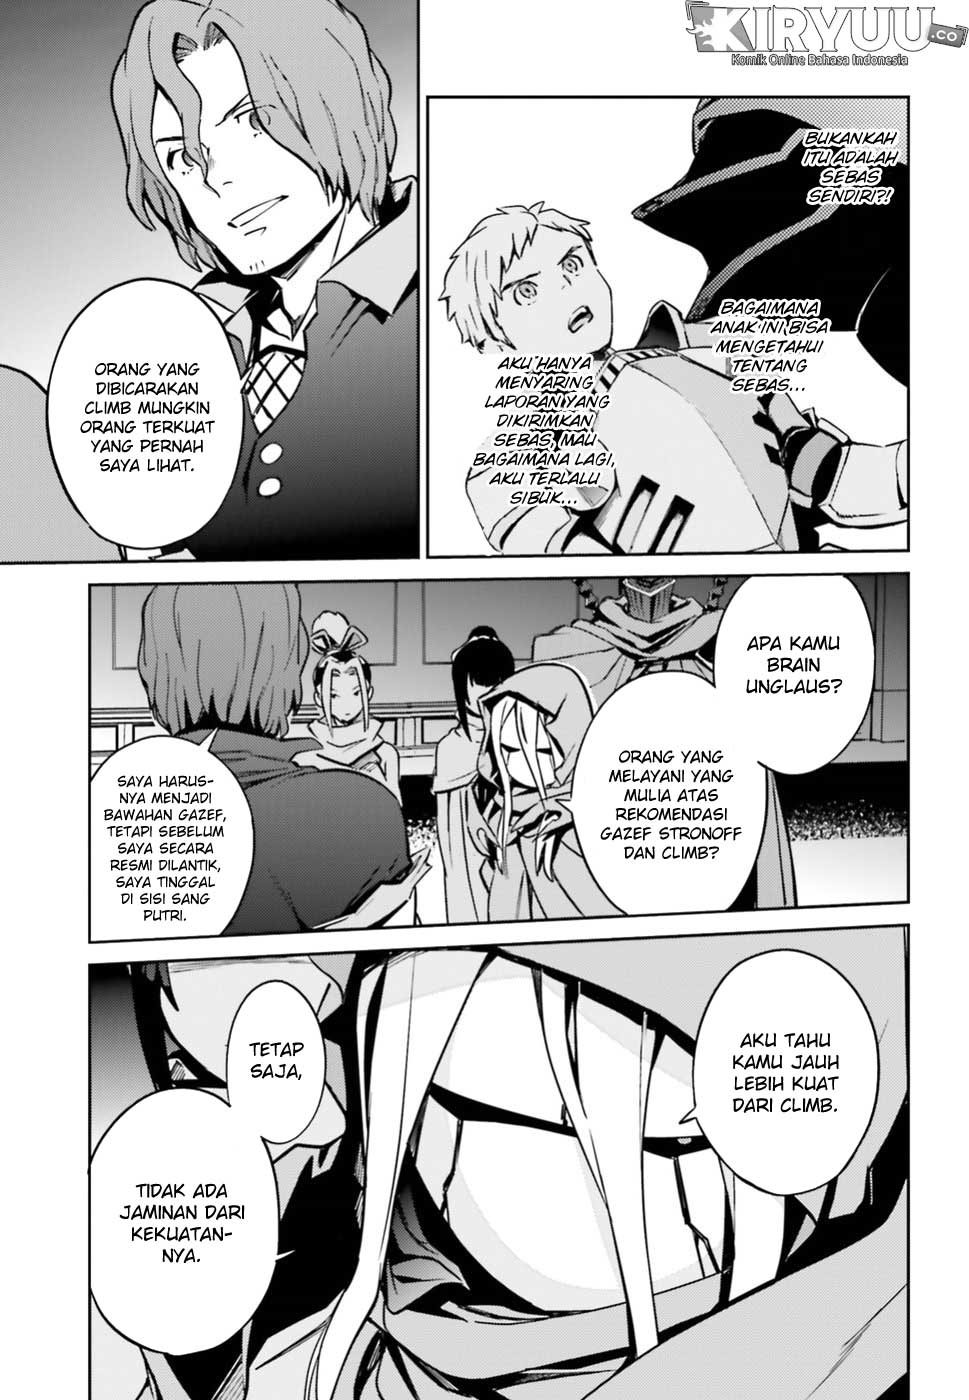 KIRYUU.CO
Komik Online Bahasa Indonesia
BUKANKAH
ITU ADALAH
SEBAS
SENDIRI?!
BAGAIMANA
ANAK INI BISA
MENGETAHUI
TENTANG
SEBAS...
AKU HANYA
MENYARING
LAPORAN YANG
DIKIRIMKAN
SEBAS, MAU
BAGAIMANA LAGI,
AKU TERLALU
SIBUK...
ORANG YANG
DIBICARAKAN
CLIMB MUNGKIN
ORANG TERKUAT
YANG PERNAH
SAYA LIHAT.
APA KAMU
BRAIN
UNGLAUS?
ORANG YANG
MELAYANI YANG
MULIA ATAS
REKOMENDASI
GAZEF STRONOFF
DAN CLIMB?
SAYA HARUS-
NYA MENJADI
BAWAHAN GAZEF,
TETAPI SEBELUM
SAYA SECARA
RESMI DILANTIK,
SAYA TINGGAL
DI SISI SANG
PUTRI.
AKU TAHU
KAMU JAUH
LEBIH KUAT
DARI CLIMB.
TETAP
SAJA,
TIDAK ADA
JAMINAN DARI
KEKUATAN-
NYA.